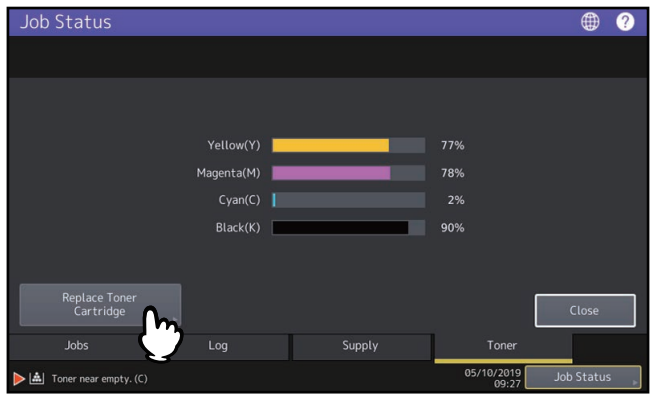 Job Status
?
Yellow(Y) 77%
Magenta(M) 78%
Cyan(C) 2%
Black(K) 90%
Replace Toner
Cartridge
Close
Jobs Log Supply Toner
Toner near empty. (C)
05/10/2019
09:27
Job Status